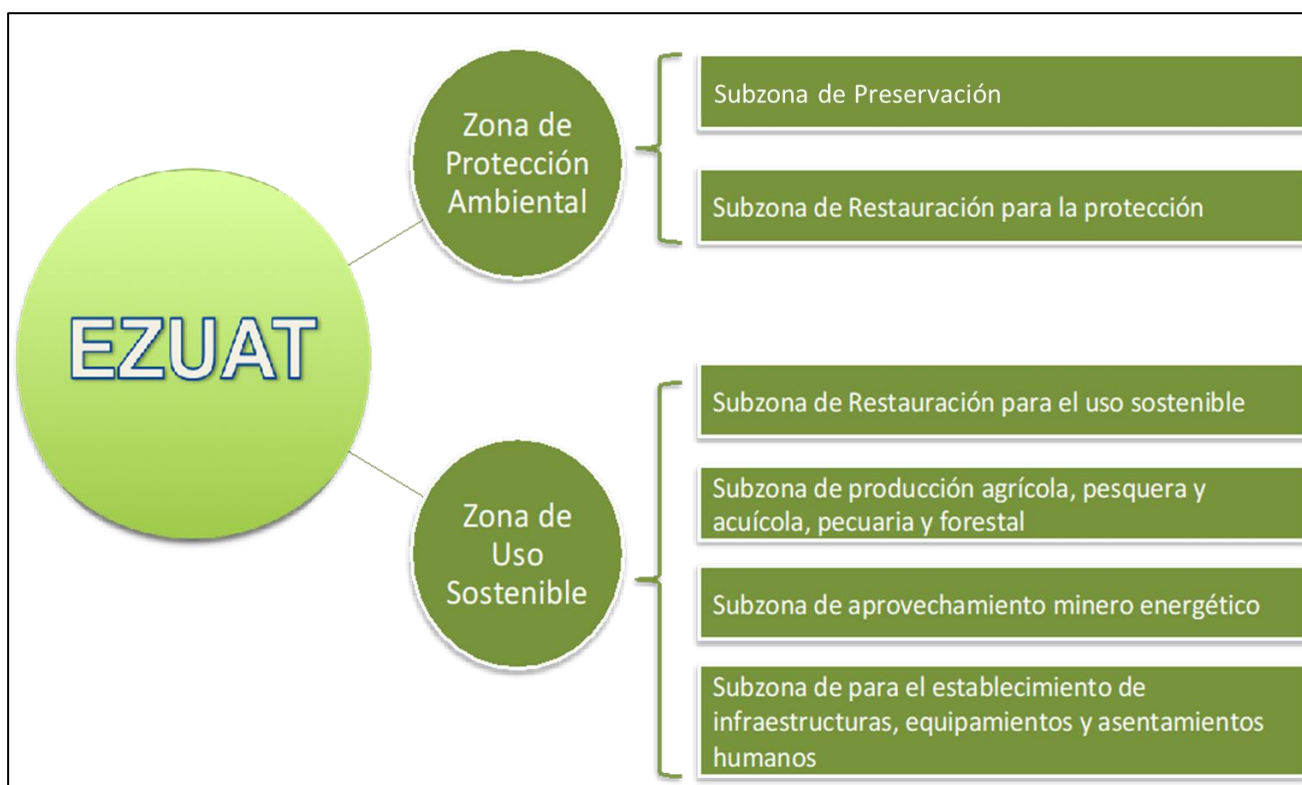 EZUAT
Zona de
Protección
Ambiental
Subzona de Preservación
Subzona de Restauración para la protección
Zona de
Uso
Sostenible
Subzona de Restauración para el uso sostenible
Subzona de producción agrícola, pesquera y
acuícola, pecuaria y forestal
Subzona de aprovechamiento minero energético
Subzona de para el establecimiento de
infraestructuras, equipamientos y asentamientos
humanos